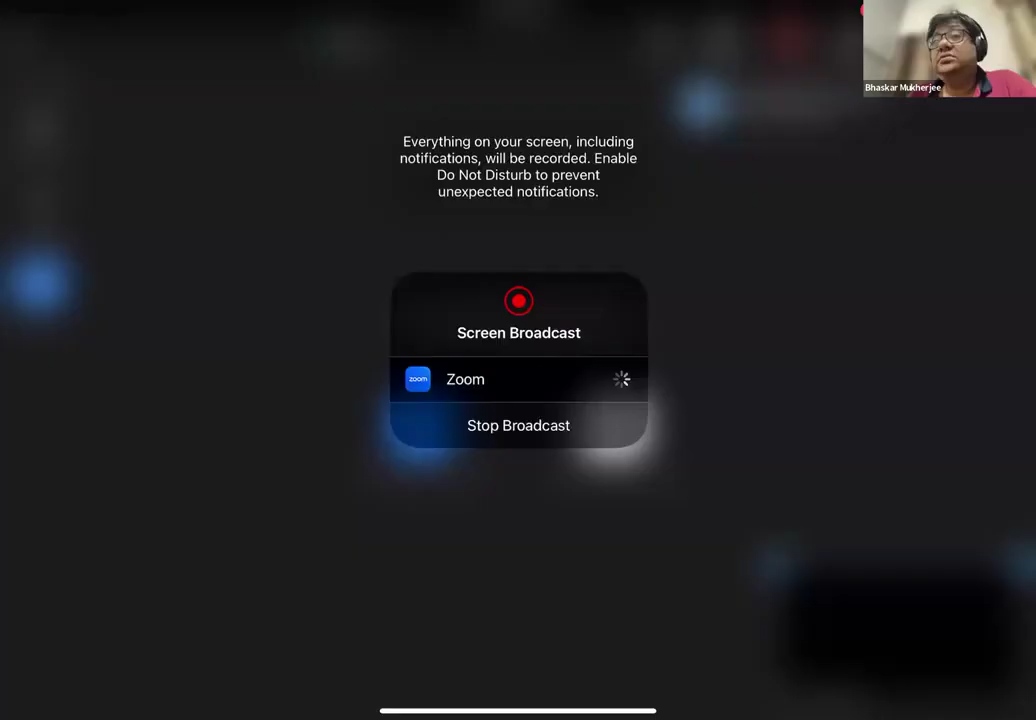 Bhaskar Mukherjee
Everything on your screen, including
notifications, will be recorded. Enable
Do Not Disturb to prevent
unexpected notifications.
Screen Broadcast
zoom
Zoom
Stop Broadcast